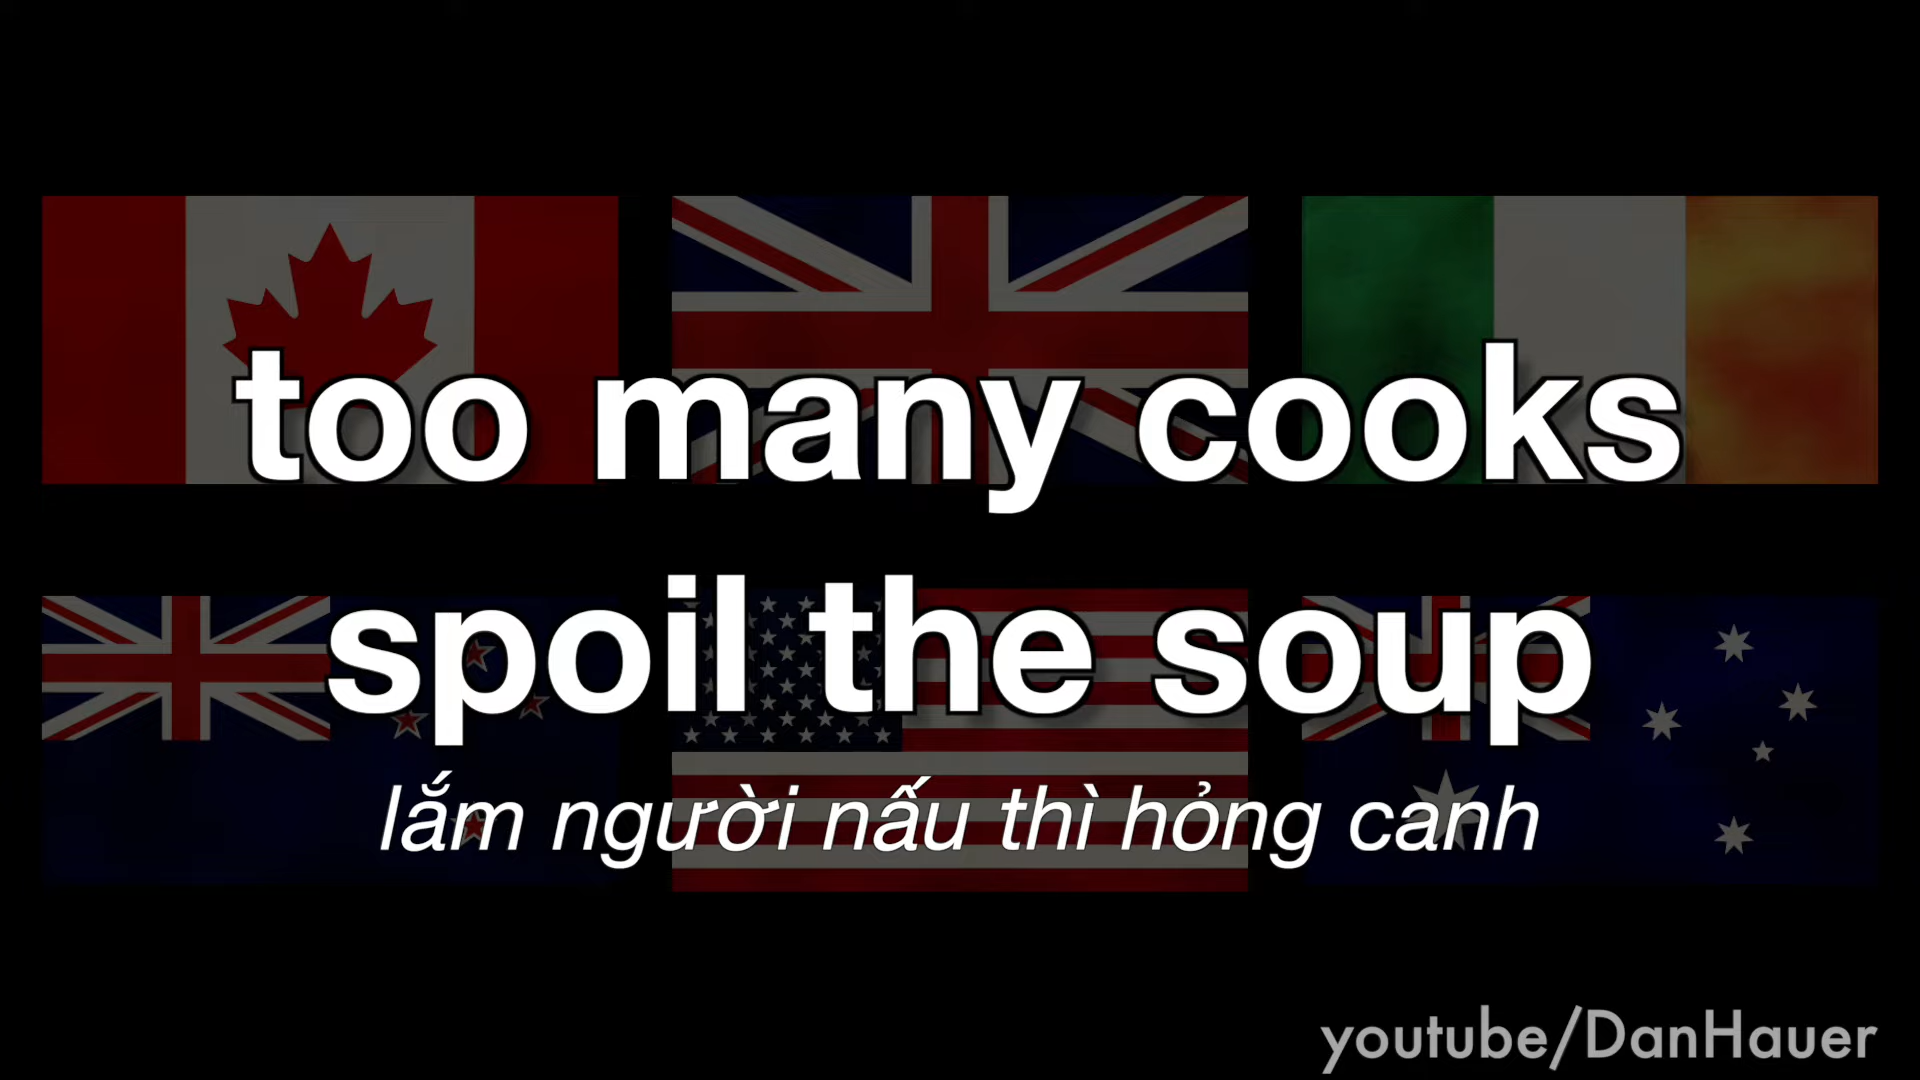 too many cooks
spoil the soup
lắm người nấu thì hỏng canh
youtube/DanHauer